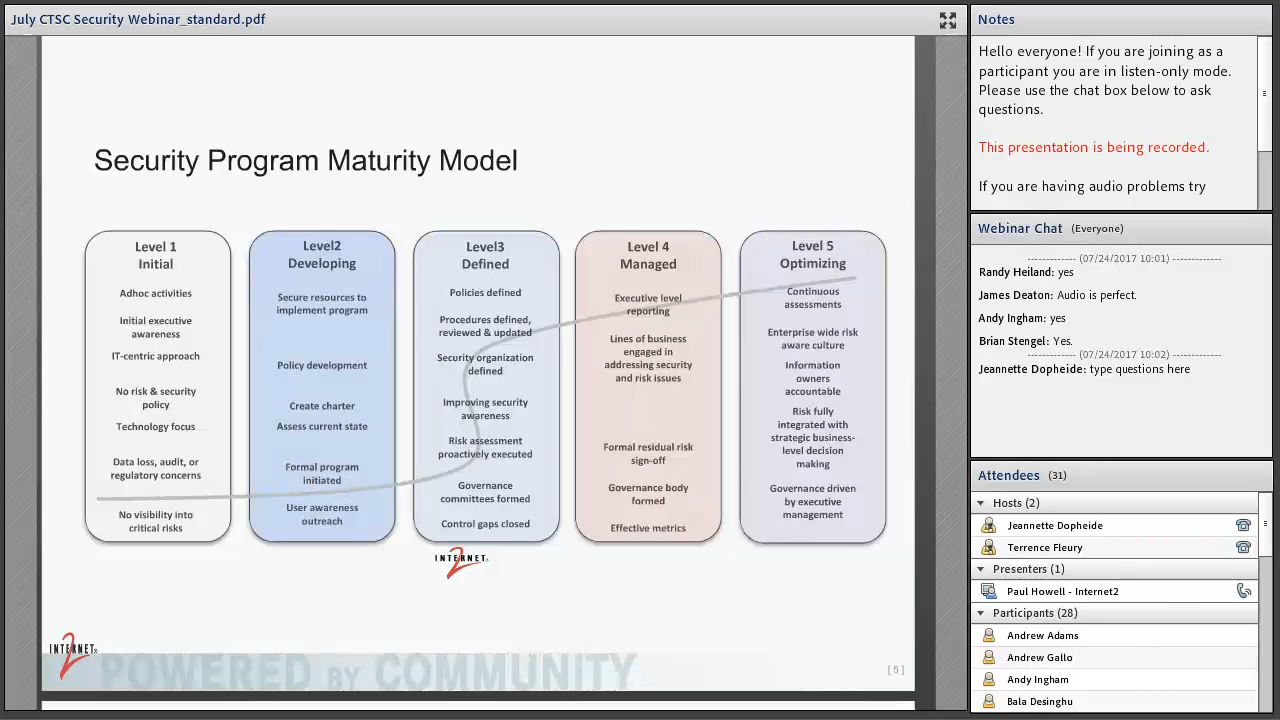 July CTSC Security Webinar_standard.pdf
Security Program Maturity Model
Level 1
Initial
Adhoc activities
Initial executive
awareness
IT-centric approach
No risk & security
policy
Technology focus
Data loss, audit, or
regulatory concerns
No visibility into
critical risks
Level2
Developing
Secure resources to
implement program
Policy development
Create charter
Assess current state
Formal program
initiated
User awareness
outreach
Level3
Defined
Policies defined
Procedures defined,
reviewed & updated
Security organization
defined
Improving security
awareness
Risk assessment
proactively executed
Governance
committees formed
Control gaps closed
Level 4
Managed
Executive level
reporting
Lines of business
engaged in
addressing security
and risk issues
Formal residual risk
sign-off
Governance body
formed
Effective metrics
Level 5
Optimizing
Continuous
assessments
Enterprise wide risk
aware culture
Information
owners
accountable
Risk fully
integrated with
strategic business-
level decision
making
Governance driven
by executive
management
INTERNET2
INTERNET2
POWERED BY COMMUNITY
[ 5 ]
Notes
Hello everyone! If you are joining as a
participant you are in listen-only mode.
Please use the chat box below to ask
questions.
This presentation is being recorded.
If you are having audio problems try
Webinar Chat (Everyone)
------------- (07/24/2017 10:01) -------------
Randy Heiland: yes
James Deaton: Audio is perfect.
Andy Ingham: yes
Brian Stengel: Yes.
------------- (07/24/2017 10:02) -------------
Jeannette Dopheide: type questions here
Attendees (31)
Hosts (2)
Jeannette Dopheide
Terrence Fleury
Presenters (1)
Paul Howell - Internet2
Participants (28)
Andrew Adams
Andrew Gallo
Andy Ingham
Bala Desinghu